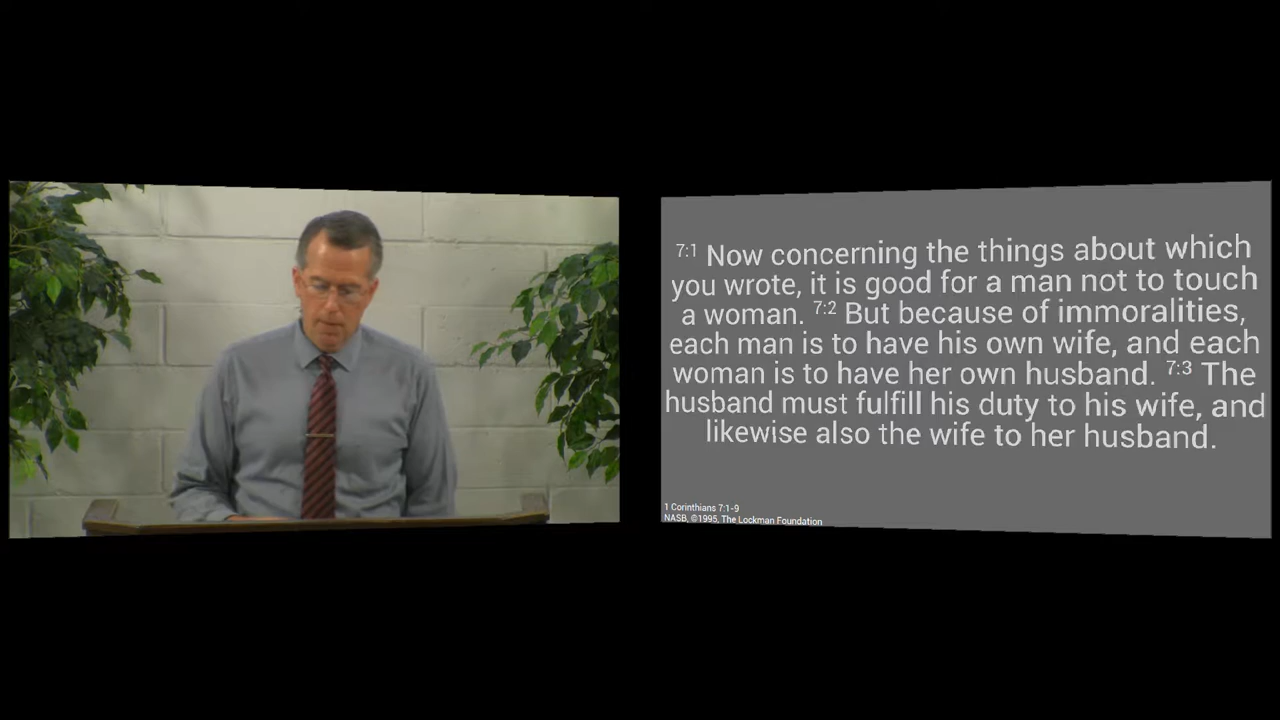 7:1 Now concerning the things about which
you wrote, it is good for a man not to touch
a woman. 7:2 But because of immoralities,
each man is to have his own wife, and each
woman is to have her own husband. 7:3 The
husband must fulfill his duty to his wife, and
likewise also the wife to her husband.
1 Corinthians 7:1-9
NASB, ©1995, The Lockman Foundation